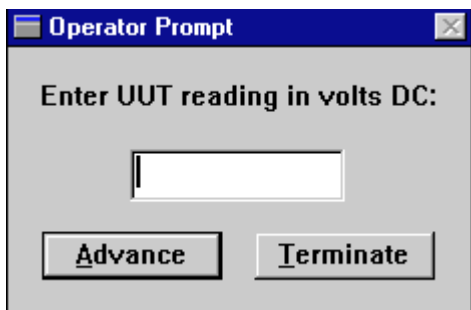 Operator Prompt
Enter UUT reading in volts DC:
Advance
Terminate